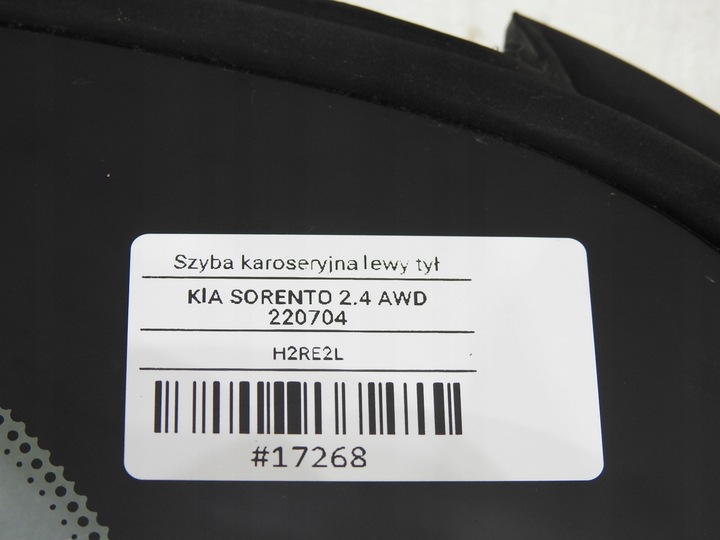 Szyba karoseryjna lewy tył
KIA SORENTO 2.4 AWD
220704
H2RE2L
#17268